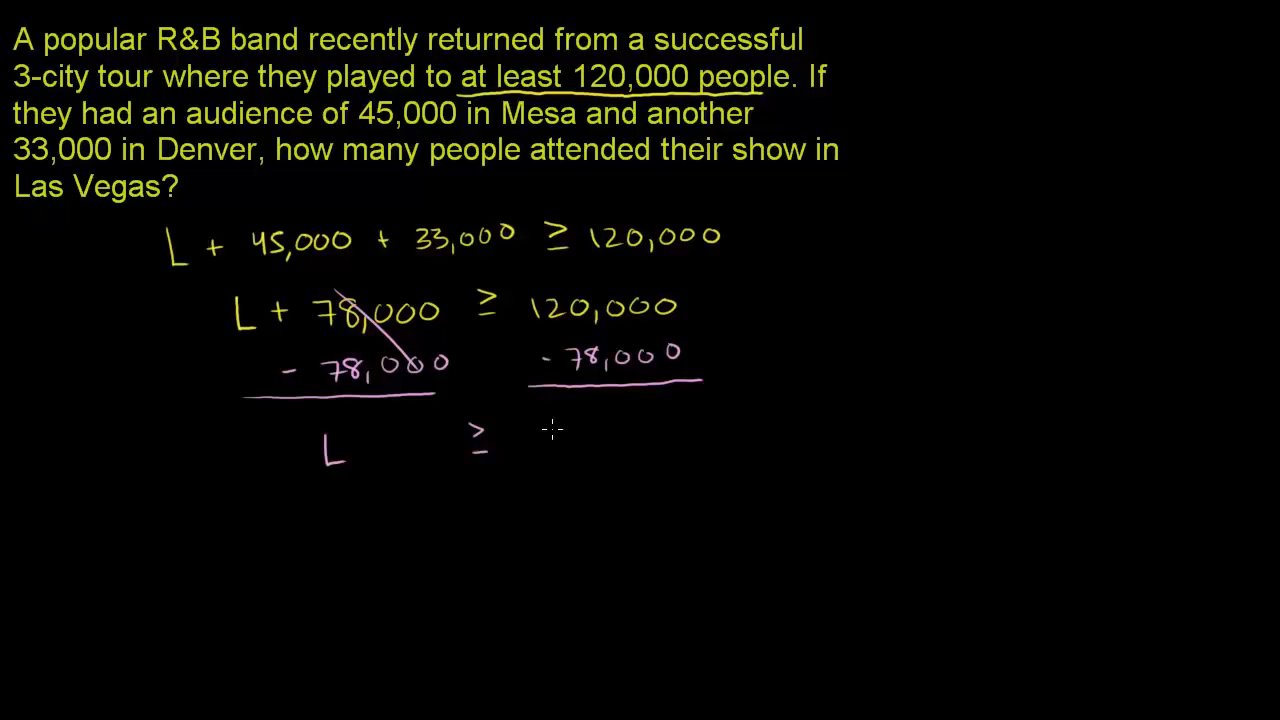 A popular R&B band recently returned from a successful
3-city tour where they played to at least 120,000 people. If
they had an audience of 45,000 in Mesa and another
33,000 in Denver, how many people attended their show in
Las Vegas?
L + 45,000 + 33,000 ≥ 120,000
L + 78,000 ≥ 120,000
- 78,000 - 78,000
L ≥